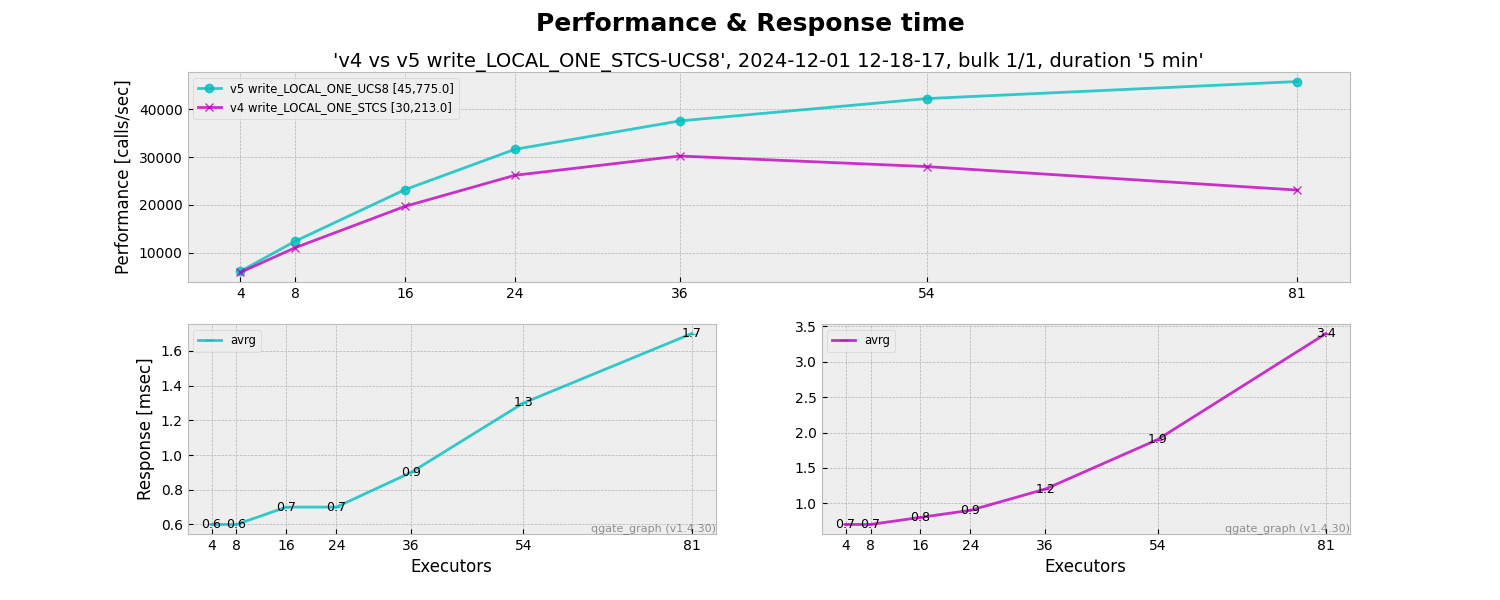 Performance & Response time
'v4 vs v5 write_LOCAL_ONE_STCS-UCS8', 2024-12-01 12-18-17, bulk 1/1, duration '5 min'
Performance [calls/sec]
v5 write_LOCAL_ONE_UCS8 [45,775.0]
v4 write_LOCAL_ONE_STCS [30,213.0]
40000
30000
20000
10000
4 8 16 24 36 54 81
Response [msec]
avrg
1.6
1.4
1.2
1.0
0.8
0.6
0.6 0.6 0.7 0.7 0.9 1.3 1.7
qgate_graph (v1.4.30)
4 8 16 24 36 54 81
Executors
avrg
3.5
3.0
2.5
2.0
1.5
1.0
0.7 0.7 0.8 0.9 1.2 1.9 3.4
qgate_graph (v1.4.30)
4 8 16 24 36 54 81
Executors